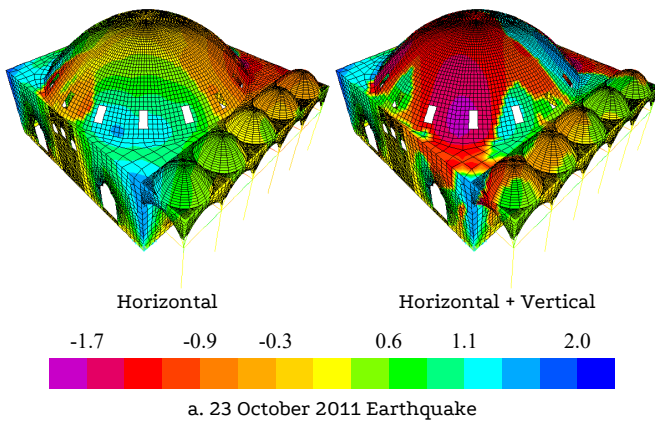 Horizontal
Horizontal + Vertical
-1.7 -0.9 -0.3 0.6 1.1 2.0
a. 23 October 2011 Earthquake